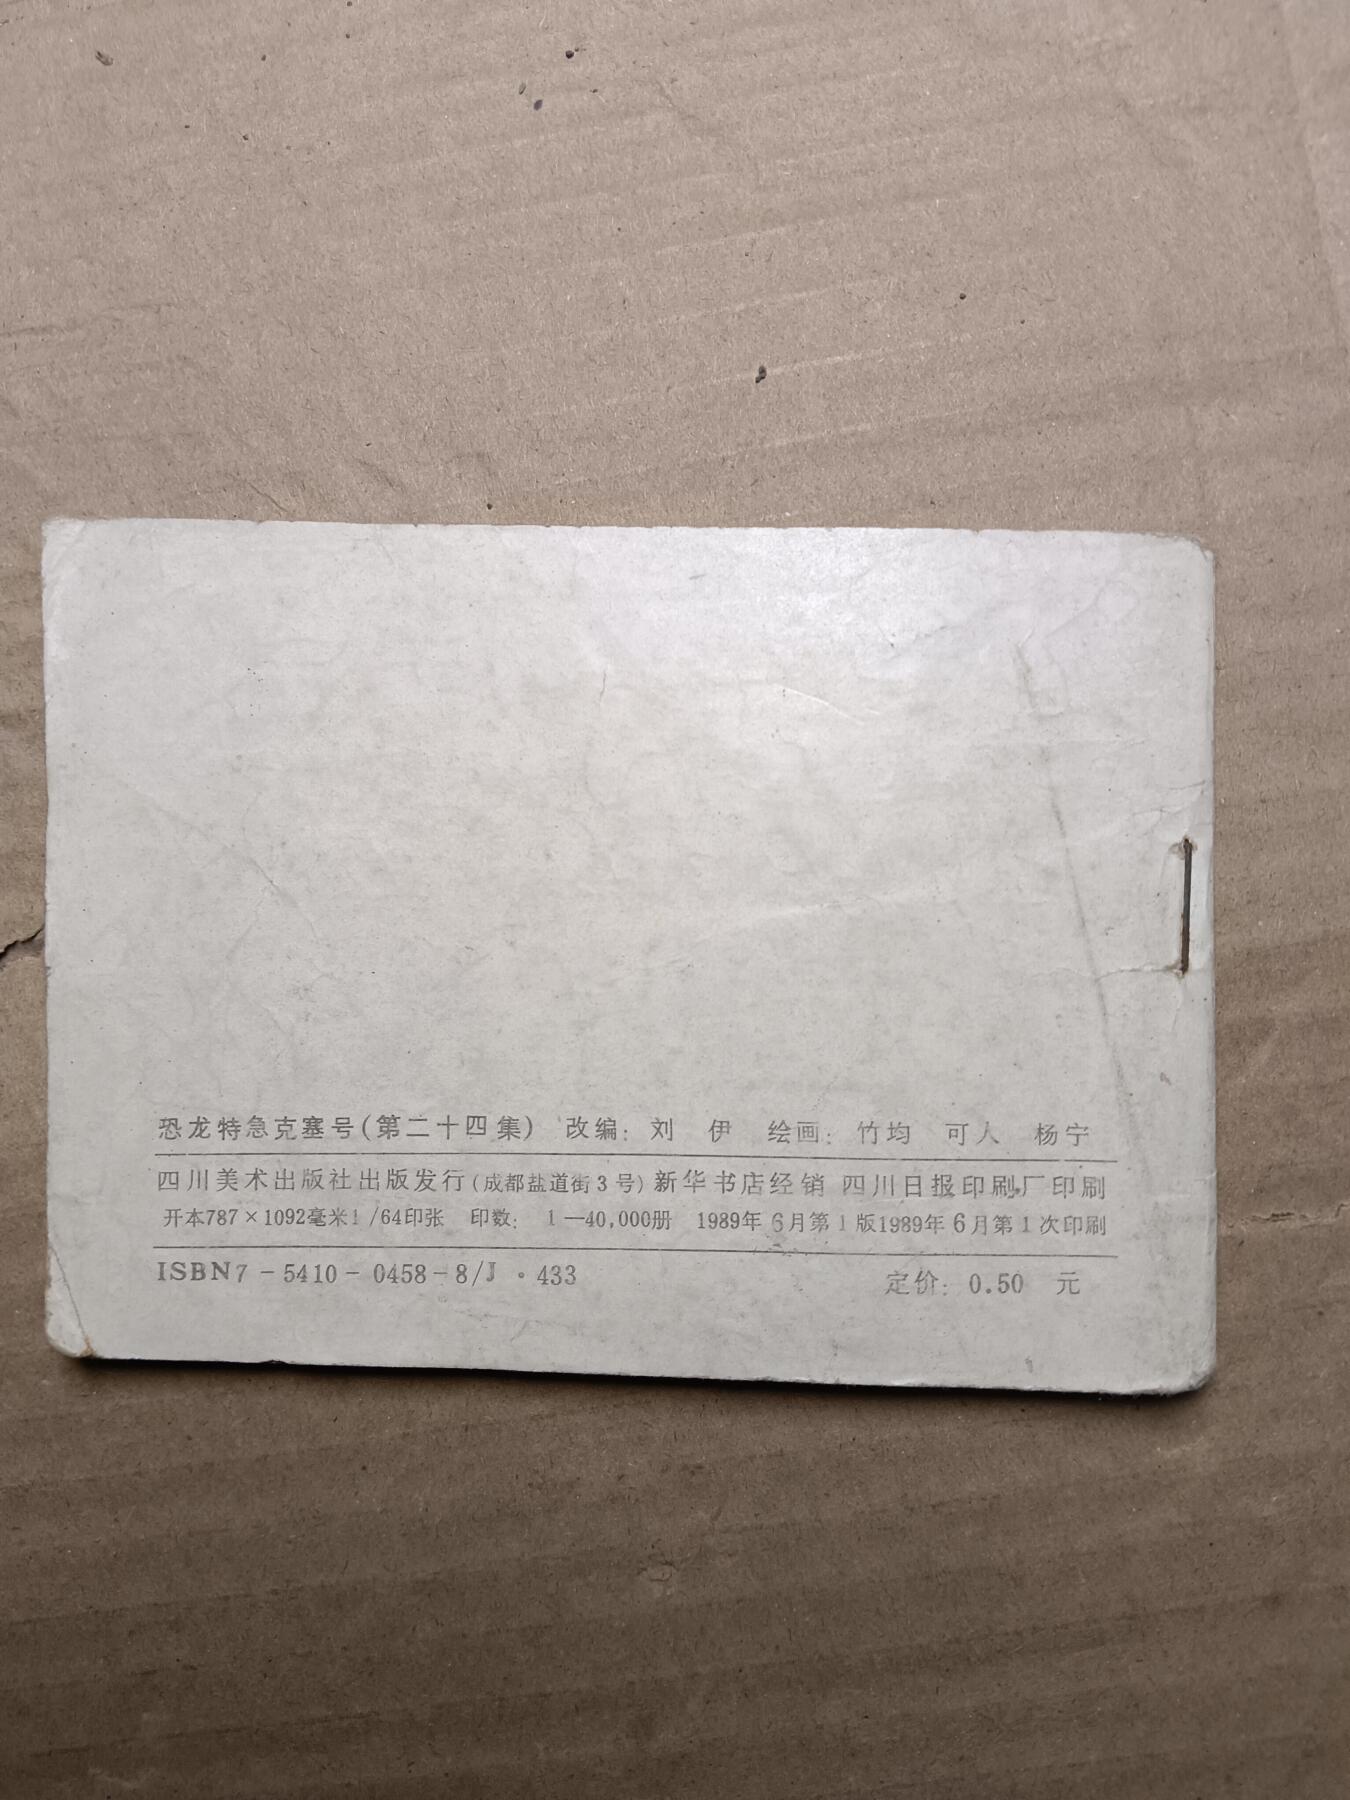 恐龙特急克塞号(第二十四集) 改编：刘 伊 绘画：竹均 可人 杨宁
四川美术出版社出版发行(成都盐道街3号)新华书店经销 四川日报印刷厂印刷
开本787×1092毫米1/64印张 印数： 1—40,000册 1989年6月第1版1989年6月第1次印刷
ISBN7-5410-0458-8/J·433 定价：0.50 元